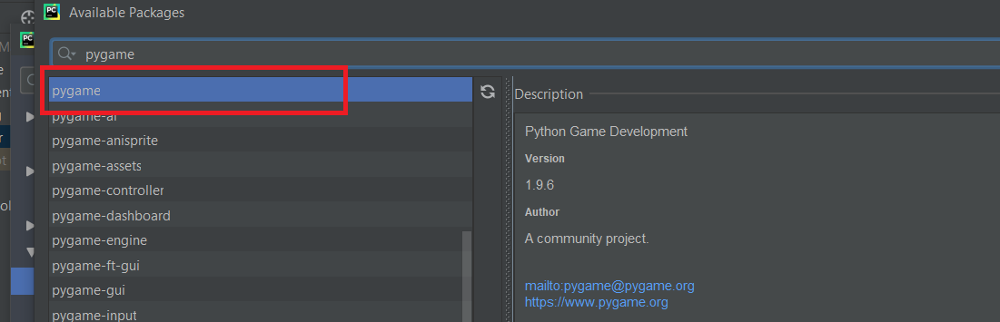 PC
Available Packages
PC
pygame
pygame
pygame-ai
pygame-anisprite
pygame-assets
pygame-controller
pygame-dashboard
pygame-engine
pygame-ft-gui
pygame-gui
pygame-input
Description
Python Game Development
Version
1.9.6
Author
A community project.
mailto:pygame@pygame.org
https://www.pygame.org